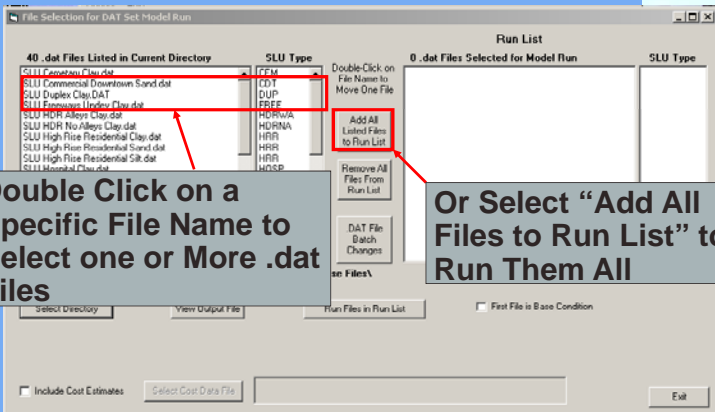 File Selection for DAT Set Model Run
Run List
40 .dat Files Listed in Current Directory
SLU Type
0 .dat Files Selected for Model Run
SLU Type
SLU Cemetary Clay.dat
SLU Commercial Downtown Sand.dat
SLU Duplex Clay.DAT
SLU Freeways Undev Clay.dat
SLU HDR Alleys Clay.dat
SLU HDR No Alleys Clay.dat
SLU High Rise Residential Clay.dat
SLU High Rise Residential Sand.dat
SLU High Rise Residential Silt.dat
SLU Hospital Clay.dat
CEM
CDT
DUP
FREE
HDRWA
HDRNA
HRR
HRR
HRR
HOSP
Double-Click on
File Name to
Move One File
Add All
Listed Files
to Run List
Remove All
Files From
Run List
.DAT File
Batch
Changes
ouble Click on a
pecific File Name to
elect one or More .dat
iles
Or Select “Add All
Files to Run List” to
Run Them All
se Files\
Select Directory
View Output File
Run Files in Run List
First File is Base Condition
Include Cost Estimates
Select Cost Data File
Exit